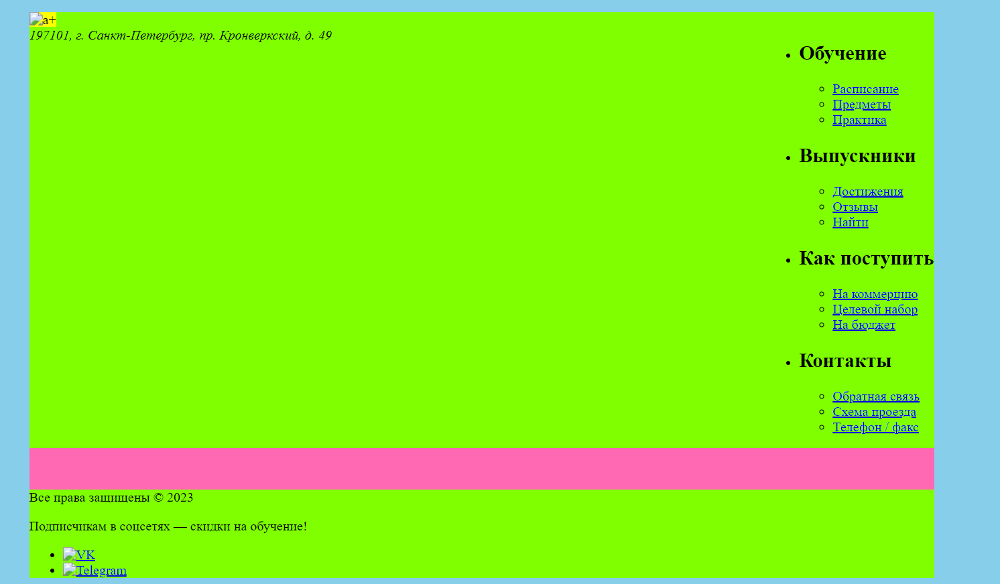 a+
197101, г. Санкт-Петербург, пр. Кронверкский, д. 49
Обучение
Расписание
Предметы
Практика
Выпускники
Достижения
Отзывы
Найти
Как поступить
На коммерцию
Целевой набор
На бюджет
Контакты
Обратная связь
Схема проезда
Телефон / факс
Все права защищены © 2023
Подписчикам в соцсетях — скидки на обучение!
VK
Telegram